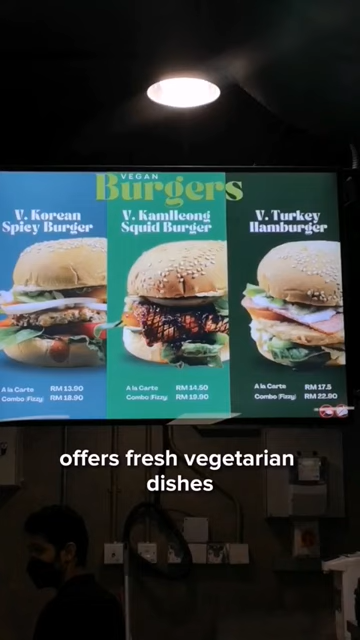 VEGAN
Burgers
V. Korean
Spicy Burger
A la Carte RM 13.90
Combo (Fizzy) RM 18.90
V. Kamlleong
Squid Burger
A la Carte RM 14.50
Combo (Fizzy) RM 19.90
V. Turkey
Hamburger
A la Carte RM 17.5
Combo (Fizzy) RM 22.90
offers fresh vegetarian
dishes